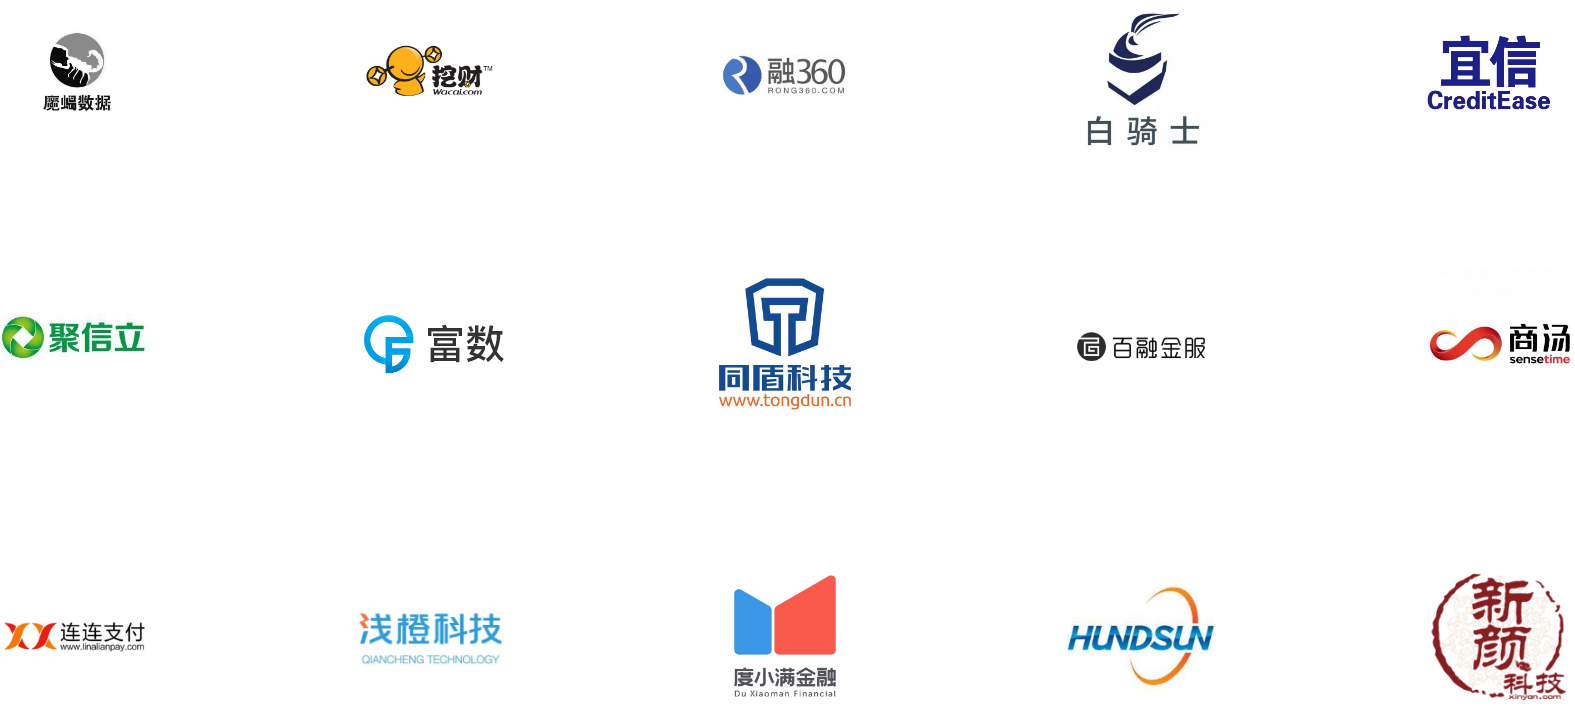 魔蝎数据
挖财™
Wacai.com
融360
RONG360.COM
白骑士
宜信
CreditEase
聚信立
富数
同盾科技
www.tongdun.cn
百融金服
商汤
sensetime
连连支付
www.linalianpay.com
浅橙科技
QIANCHENG TECHNOLOGY
度小满金融
Du Xiaoman Financial
HUNDSUN
新颜
科技
xinyan.com